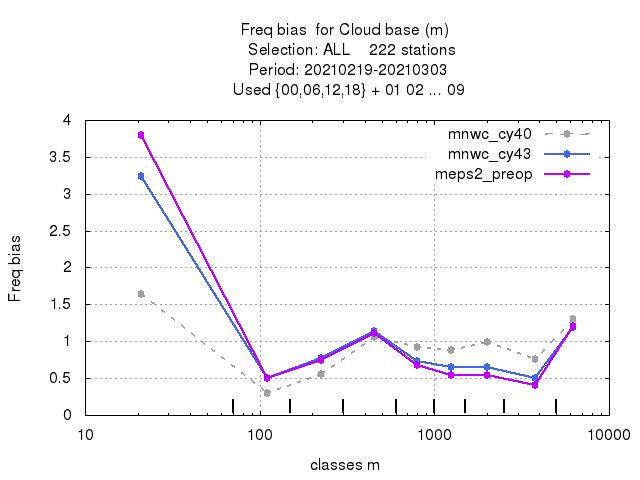 Freq bias  for Cloud base (m)
Selection: ALL    222 stations
Period: 20210219-20210303
Used {00,06,12,18} + 01 02 ... 09
mnwc_cy40
mnwc_cy43
meps2_preop
4
3.5
3
2.5
2
1.5
1
0.5
0
Freq bias
10
100
1000
10000
classes m